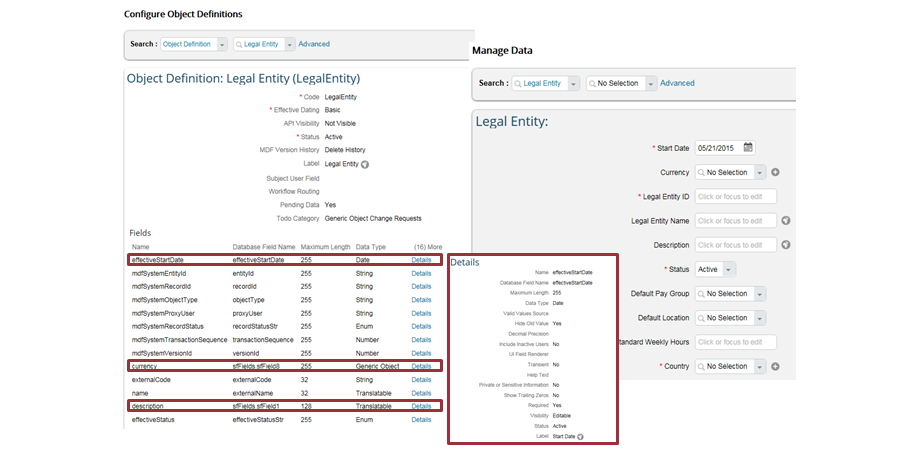 Configure Object Definitions
Search : Object Definition Legal Entity Advanced
Object Definition: Legal Entity (LegalEntity)
* Code LegalEntity
* Effective Dating Basic
API Visibility Not Visible
* Status Active
MDF Version History Delete History
Label Legal Entity
Subject User Field
Workflow Routing
Pending Data Yes
Todo Category Generic Object Change Requests
Fields
Name Database Field Name Maximum Length Data Type (16) More
effectiveStartDate effectiveStartDate 255 Date Details
mdfSystemEntityId entityId 255 String Details
mdfSystemRecordId recordId 255 String Details
mdfSystemObjectType objectType 255 String Details
mdfSystemProxyUser proxyUser 255 String Details
mdfSystemRecordStatus recordStatusStr 255 Enum Details
mdfSystemTransactionSequence transactionSequence 255 Number Details
mdfSystemVersionId versionId 255 Number Details
currency sfFields.sfField8 255 Generic Object Details
externalCode externalCode 32 String Details
name externalName 32 Translatable Details
description sfFields.sfField1 128 Translatable Details
effectiveStatus effectiveStatusStr 255 Enum Details
Manage Data
Search : Legal Entity No Selection Advanced
Legal Entity:
* Start Date 05/21/2015
Currency No Selection
* Legal Entity ID Click or focus to edit
Legal Entity Name Click or focus to edit
Description Click or focus to edit
* Status Active
Default Pay Group No Selection
Default Location No Selection
tandard Weekly Hours Click or focus to edit
* Country No Selection
Details
Name effectiveStartDate
Database Field Name effectiveStartDate
Maximum Length 255
Data Type Date
Valid Values Source
Hide Old Value Yes
Decimal Precision
Include Inactive Users No
UI Field Renderer
Transient No
Help Text
Private or Sensitive Information No
Show Trailing Zeros No
Required Yes
Visibility Editable
Status Active
Label Start Date